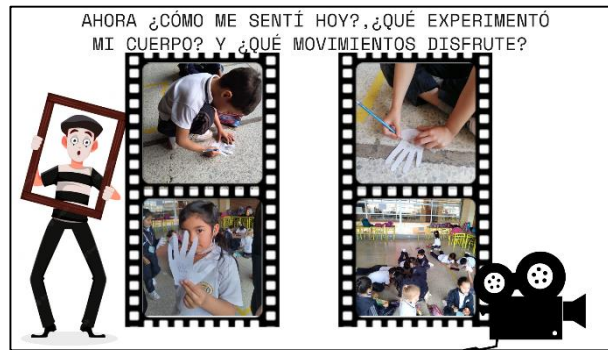 AHORA ¿CÓMO ME SENTÍ HOY?,¿QUÉ EXPERIMENTÓ
MI CUERPO? Y ¿QUÉ MOVIMIENTOS DISFRUTE?